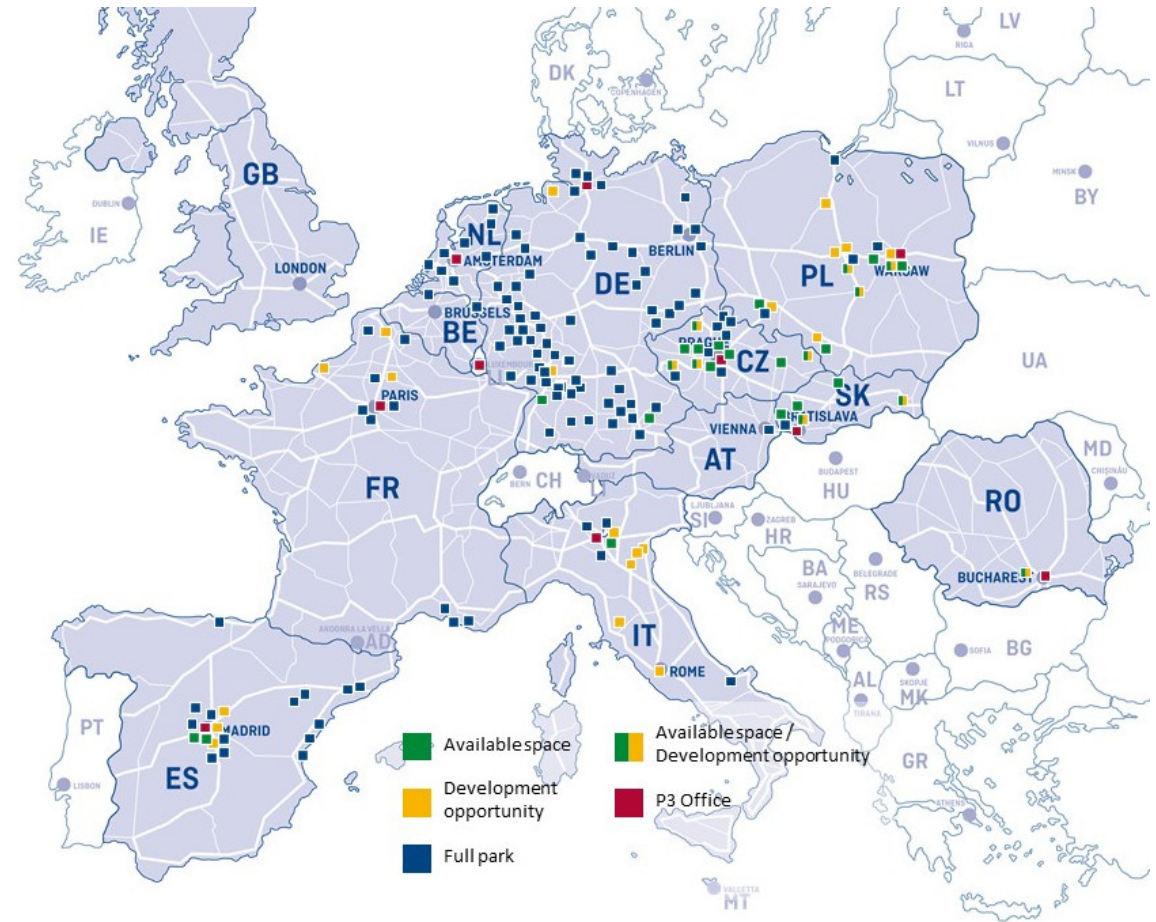 LV
RIGA
DK
COPENHAGEN
LT
VILNIUS
MINSK
BY
GB
DUBLIN
IE
LONDON
NL
AMSTERDAM
BERLIN
DE
PL
WARSAW
BRUSSELS
BE
LUXEMBOURG
PRAGUE
CZ
UA
PARIS
SK
BRATISLAVA
VIENNA
AT
FR
BERN
CH
VADUZ
LI
BUDAPEST
HU
MD
CHIȘINĂU
RO
LJUBLJANA
SI
ZAGREB
HR
BUCHAREST
BA
SARAJEVO
BELGRADE
RS
ANDORRA LA VELLA
AD
IT
ME
PODGORICA
SOFIA
BG
ROME
AL
TIRANA
SKOPJE
MK
PT
LISBON
MADRID
ES
GR
ATHENS
Available space
Available space /
Development opportunity
Development
opportunity
P3 Office
Full park
VALLETTA
MT